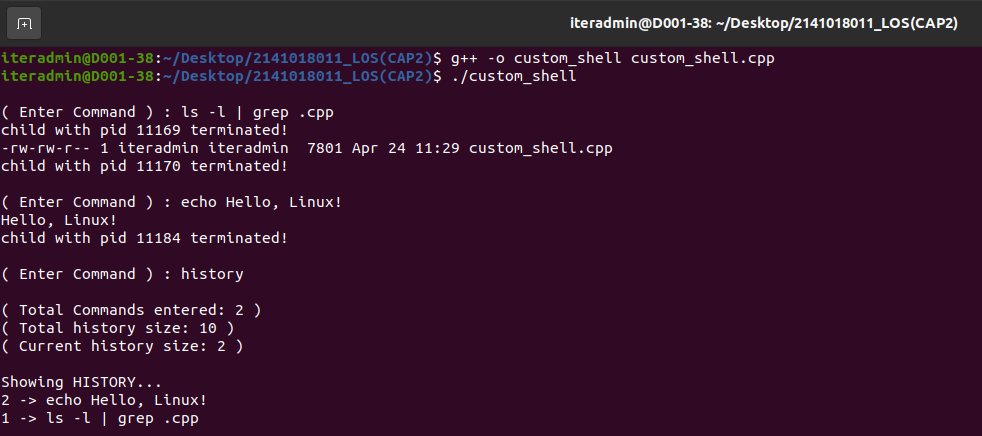 iteradmin@D001-38: ~/Desktop/2141018011_LOS(CAP2)
iteradmin@D001-38:~/Desktop/2141018011_LOS(CAP2)$ g++ -o custom_shell custom_shell.cpp
iteradmin@D001-38:~/Desktop/2141018011_LOS(CAP2)$ ./custom_shell
( Enter Command ) : ls -l | grep .cpp
child with pid 11169 terminated!
-rw-rw-r-- 1 iteradmin iteradmin  7801 Apr 24 11:29 custom_shell.cpp
child with pid 11170 terminated!
( Enter Command ) : echo Hello, Linux!
Hello, Linux!
child with pid 11184 terminated!
( Enter Command ) : history
( Total Commands entered: 2 )
( Total history size: 10 )
( Current history size: 2 )
Showing HISTORY...
2 -> echo Hello, Linux!
1 -> ls -l | grep .cpp